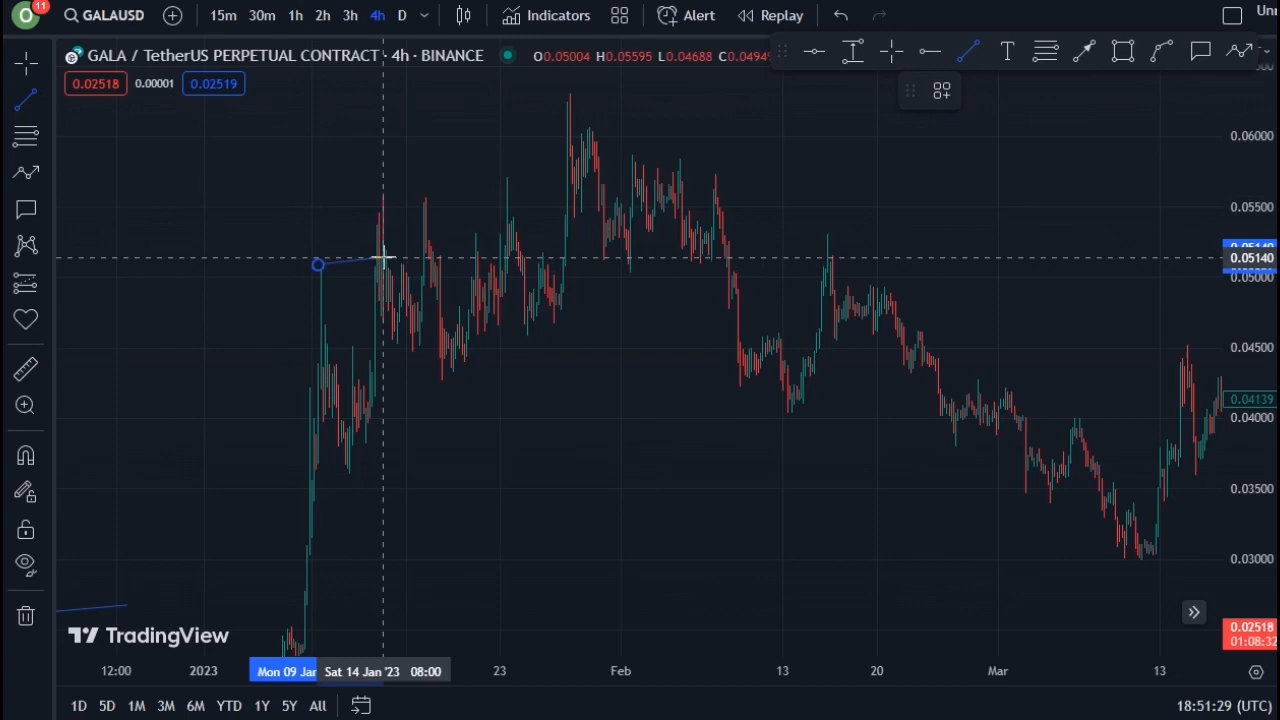 O 11 GALAUSD 15m 30m 1h 2h 3h 4h D Indicators Alert Replay
GALA / TetherUS PERPETUAL CONTRACT · 4h · BINANCE O0.05004 H0.05595 L0.04688 T
0.02518 0.00001 0.02519
0.06000
0.05500
0.05140
0.05000
0.04500
0.04139
0.04000
0.03500
0.03000
0.02518
01:08:32
TradingView
12:00 2023 Mon 09 Jan Sat 14 Jan '23 08:00 23 Feb 13 20 Mar 13
1D 5D 1M 3M 6M YTD 1Y 5Y All 18:51:29 (UTC)